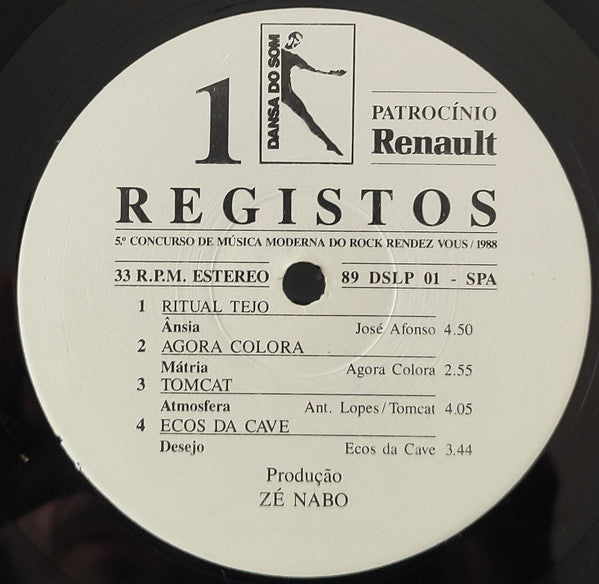 1
DANSA DO SOM
PATROCÍNIO
Renault
REGISTOS
5.º CONCURSO DE MÚSICA MODERNA DO ROCK RENDEZ VOUS / 1988
33 R.P.M. ESTEREO 89 DSLP 01 - SPA
1 RITUAL TEJO
Ânsia José Afonso 4.50
2 AGORA COLORA
Mátria Agora Colora 2.55
3 TOMCAT
Atmosfera Ant. Lopes/Tomcat 4.05
4 ECOS DA CAVE
Desejo Ecos da Cave 3.44
Produção
ZÉ NABO